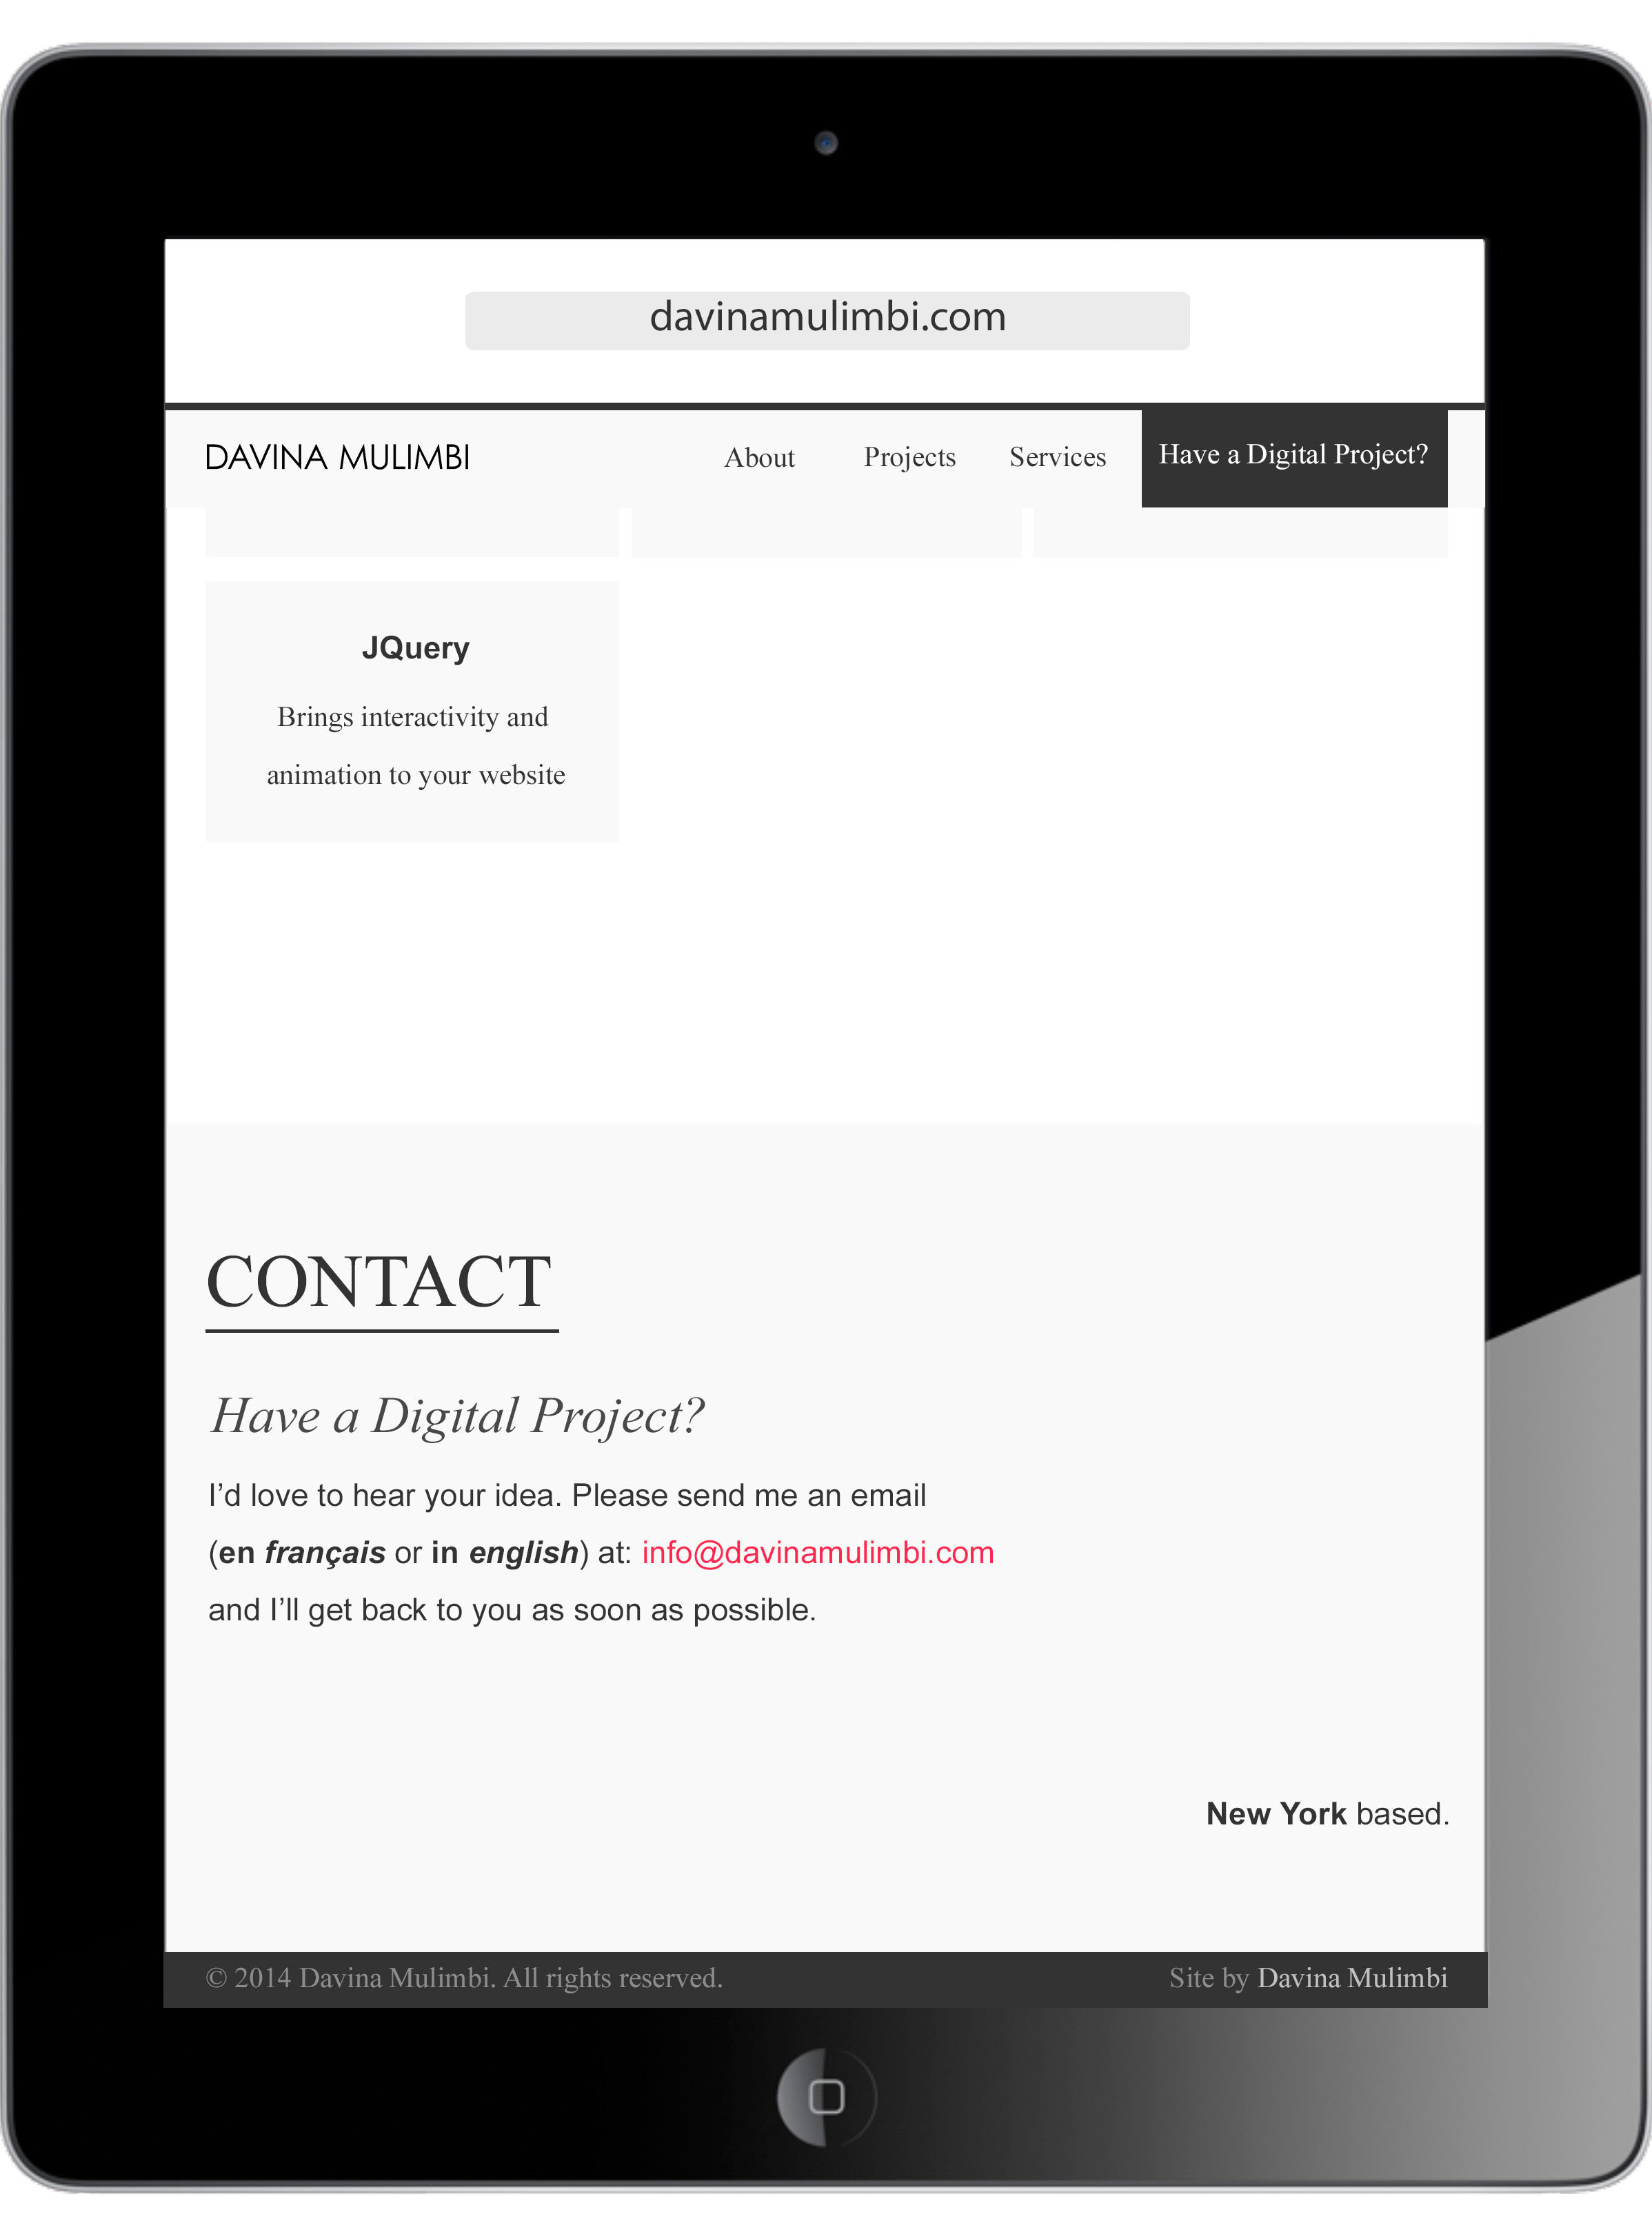 davinamulimbi.com
DAVINA MULIMBI About Projects Services Have a Digital Project?
JQuery
Brings interactivity and
animation to your website
CONTACT
Have a Digital Project?
I’d love to hear your idea. Please send me an email
(en français or in english) at: info@davinamulimbi.com
and I’ll get back to you as soon as possible.
New York based.
© 2014 Davina Mulimbi. All rights reserved. Site by Davina Mulimbi